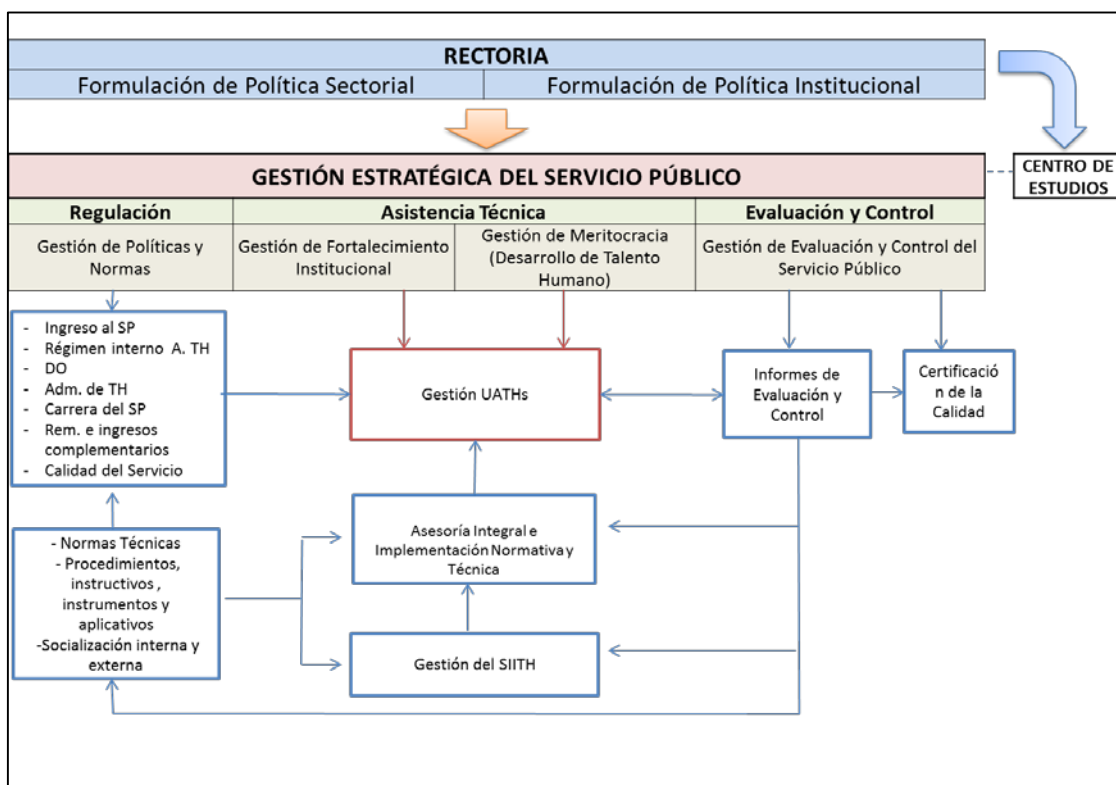 RECTORIA
Formulación de Política Sectorial
Formulación de Política Institucional
GESTIÓN ESTRATÉGICA DEL SERVICIO PÚBLICO
CENTRO DE
ESTUDIOS
Regulación
Asistencia Técnica
Evaluación y Control
Gestión de Políticas y
Normas
Gestión de Fortalecimiento
Institucional
Gestión de Meritocracia
(Desarrollo de Talento
Humano)
Gestión de Evaluación y Control del
Servicio Público
- Ingreso al SP
- Régimen interno A. TH
- DO
- Adm. de TH
- Carrera del SP
- Rem. e ingresos
complementarios
- Calidad del Servicio
Gestión UATHs
Informes de
Evaluación y
Control
Certificació
n de la
Calidad
- Normas Técnicas
- Procedimientos,
instructivos ,
instrumentos y
aplicativos
-Socialización interna y
externa
Asesoría Integral e
Implementación Normativa y
Técnica
Gestión del SIITH